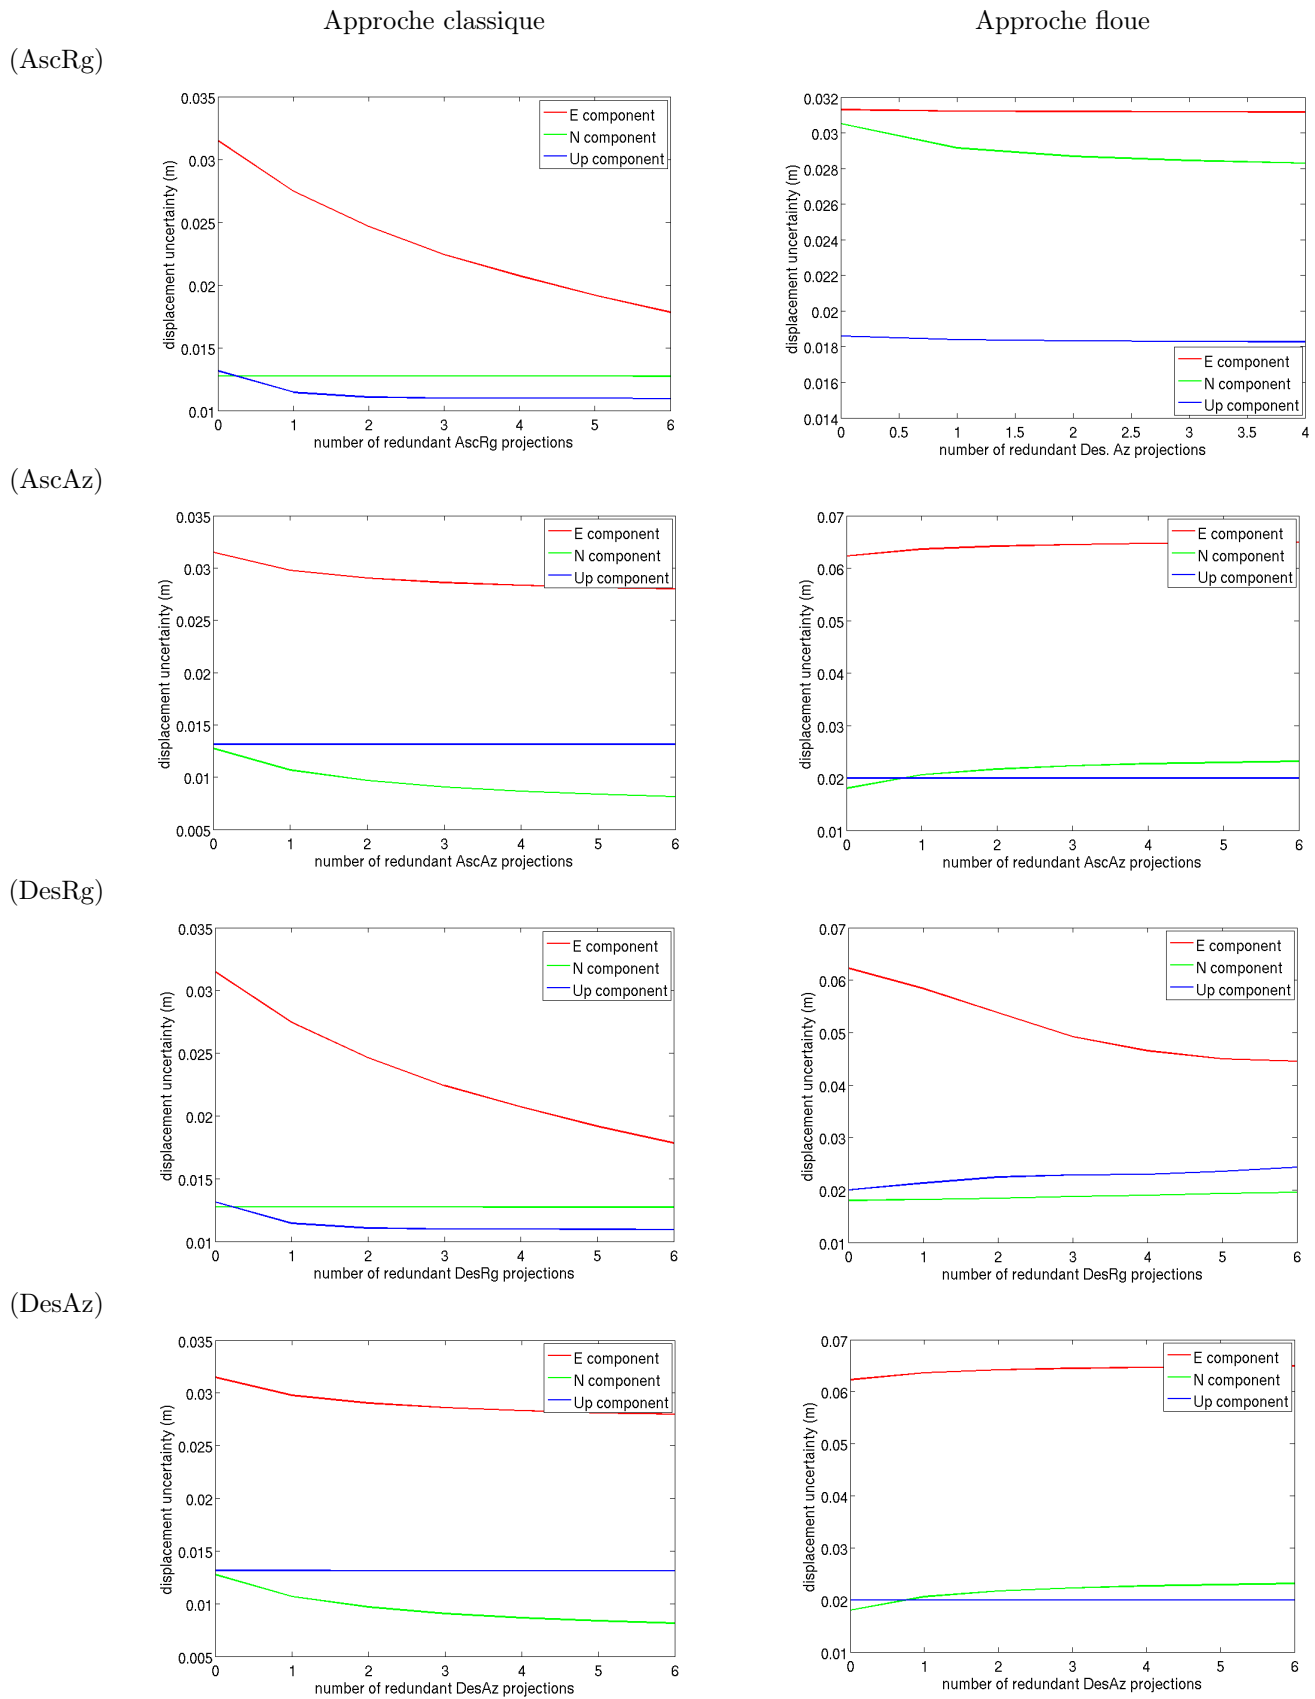 Approche classique
Approche floue
(AscRg)
0.035
0.03
0.025
0.02
0.015
0.01
displacement uncertainty (m)
E component
N component
Up component
0 1 2 3 4 5 6
number of redundant AscRg projections
0.032
0.03
0.028
0.026
0.024
0.022
0.02
0.018
0.016
0.014
displacement uncertainty (m)
E component
N component
Up component
0 0.5 1 1.5 2 2.5 3 3.5 4
number of redundant Des. Az projections
(AscAz)
0.035
0.03
0.025
0.02
0.015
0.01
0.005
displacement uncertainty (m)
E component
N component
Up component
0 1 2 3 4 5 6
number of redundant AscAz projections
0.07
0.06
0.05
0.04
0.03
0.02
0.01
displacement uncertainty (m)
E component
N component
Up component
0 1 2 3 4 5 6
number of redundant AscAz projections
(DesRg)
0.035
0.03
0.025
0.02
0.015
0.01
displacement uncertainty (m)
E component
N component
Up component
0 1 2 3 4 5 6
number of redundant DesRg projections
0.07
0.06
0.05
0.04
0.03
0.02
0.01
displacement uncertainty (m)
E component
N component
Up component
0 1 2 3 4 5 6
number of redundant DesRg projections
(DesAz)
0.035
0.03
0.025
0.02
0.015
0.01
0.005
displacement uncertainty (m)
E component
N component
Up component
0 1 2 3 4 5 6
number of redundant DesAz projections
0.07
0.06
0.05
0.04
0.03
0.02
0.01
displacement uncertainty (m)
E component
N component
Up component
0 1 2 3 4 5 6
number of redundant DesAz projections